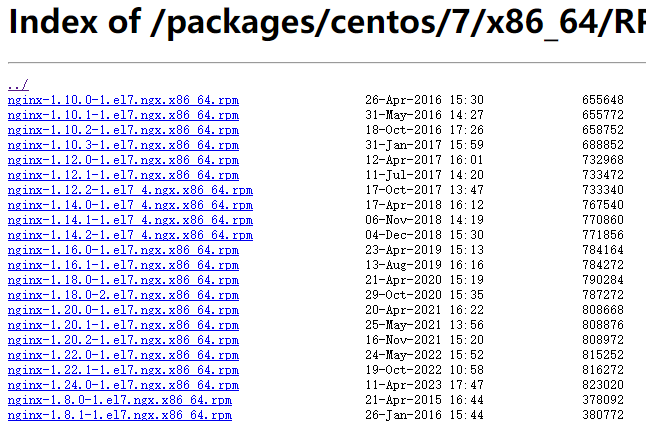 Index of /packages/centos/7/x86_64/RP
../
nginx-1.10.0-1.el7.ngx.x86_64.rpm 26-Apr-2016 15:30 655648
nginx-1.10.1-1.el7.ngx.x86_64.rpm 31-May-2016 14:27 655772
nginx-1.10.2-1.el7.ngx.x86_64.rpm 18-Oct-2016 17:26 658752
nginx-1.10.3-1.el7.ngx.x86_64.rpm 31-Jan-2017 15:59 688852
nginx-1.12.0-1.el7.ngx.x86_64.rpm 12-Apr-2017 16:01 732968
nginx-1.12.1-1.el7.ngx.x86_64.rpm 11-Jul-2017 14:20 733472
nginx-1.12.2-1.el7_4.ngx.x86_64.rpm 17-Oct-2017 13:47 733340
nginx-1.14.0-1.el7_4.ngx.x86_64.rpm 17-Apr-2018 16:12 767540
nginx-1.14.1-1.el7_4.ngx.x86_64.rpm 06-Nov-2018 14:19 770860
nginx-1.14.2-1.el7_4.ngx.x86_64.rpm 04-Dec-2018 15:30 771856
nginx-1.16.0-1.el7.ngx.x86_64.rpm 23-Apr-2019 15:13 784164
nginx-1.16.1-1.el7.ngx.x86_64.rpm 13-Aug-2019 16:16 784272
nginx-1.18.0-1.el7.ngx.x86_64.rpm 21-Apr-2020 15:19 790284
nginx-1.18.0-2.el7.ngx.x86_64.rpm 29-Oct-2020 15:35 787272
nginx-1.20.0-1.el7.ngx.x86_64.rpm 20-Apr-2021 16:22 808668
nginx-1.20.1-1.el7.ngx.x86_64.rpm 25-May-2021 13:56 808876
nginx-1.20.2-1.el7.ngx.x86_64.rpm 16-Nov-2021 15:20 808972
nginx-1.22.0-1.el7.ngx.x86_64.rpm 24-May-2022 15:52 815252
nginx-1.22.1-1.el7.ngx.x86_64.rpm 19-Oct-2022 10:58 816272
nginx-1.24.0-1.el7.ngx.x86_64.rpm 11-Apr-2023 17:47 823020
nginx-1.8.0-1.el7.ngx.x86_64.rpm 21-Apr-2015 16:44 378092
nginx-1.8.1-1.el7.ngx.x86_64.rpm 26-Jan-2016 15:44 380772